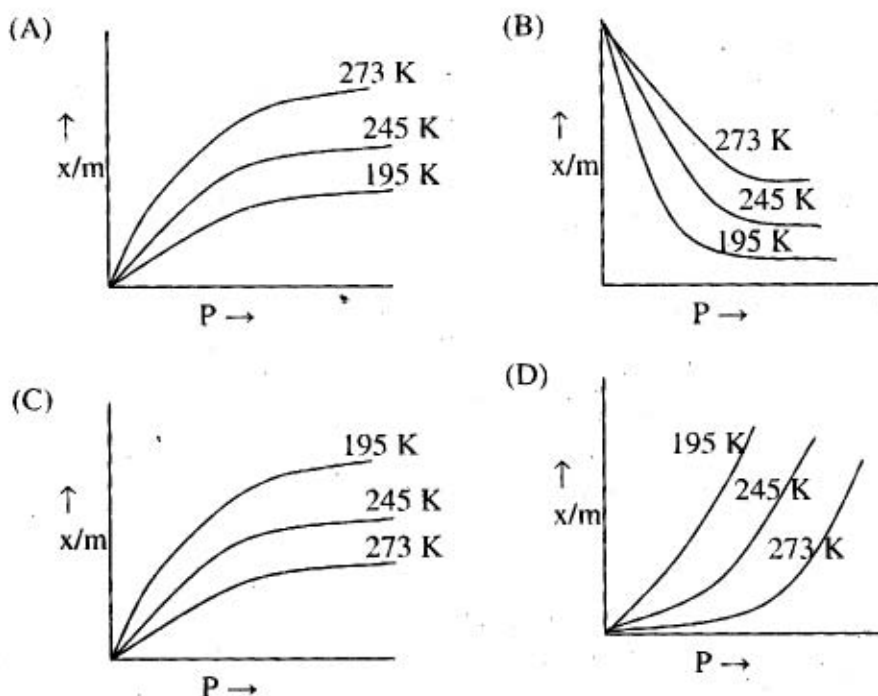 (A)
273 K
245 K
195 K
↑
x/m
P →
(B)
273 K
245 K
195 K
↑
x/m
P →
(C)
195 K
245 K
273 K
↑
x/m
P →
(D)
195 K
245 K
273 K
↑
x/m
P →